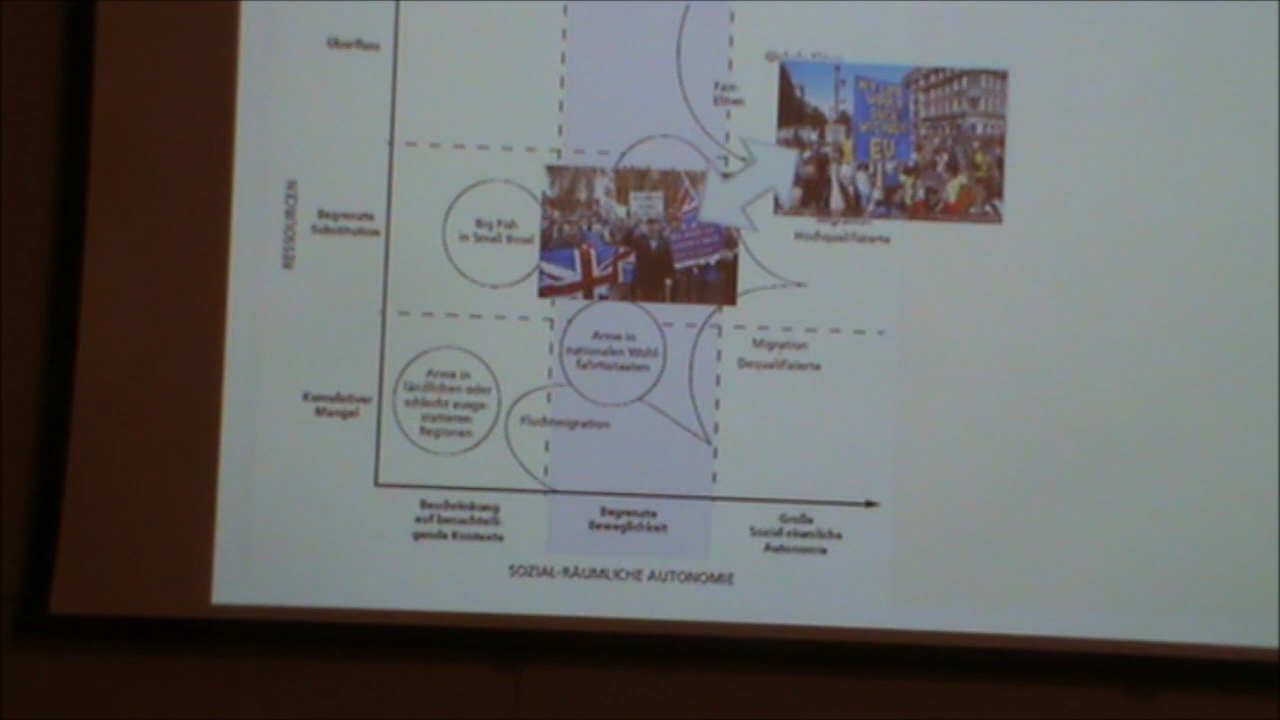 Überfluss
Eliten
EU
RESSOURCEN
Begrenzte
Substitution
Big Fish
in Small Bowl
Migration
Hochqualifizierte
Arme in
nationalen Wohl-
fahrtsstaaten
Migration
Dequalifizierte
Kumulativer
Mangel
Arme in
ländlichen oder
schlecht ausge-
statteten
Regionen
Fluchtmigration
Beschränkung
auf benachteili-
gende Kontexte
Begrenzte
Beweglichkeit
Große
Sozial-räumliche
Autonomie
SOZIAL-RÄUMLICHE AUTONOMIE